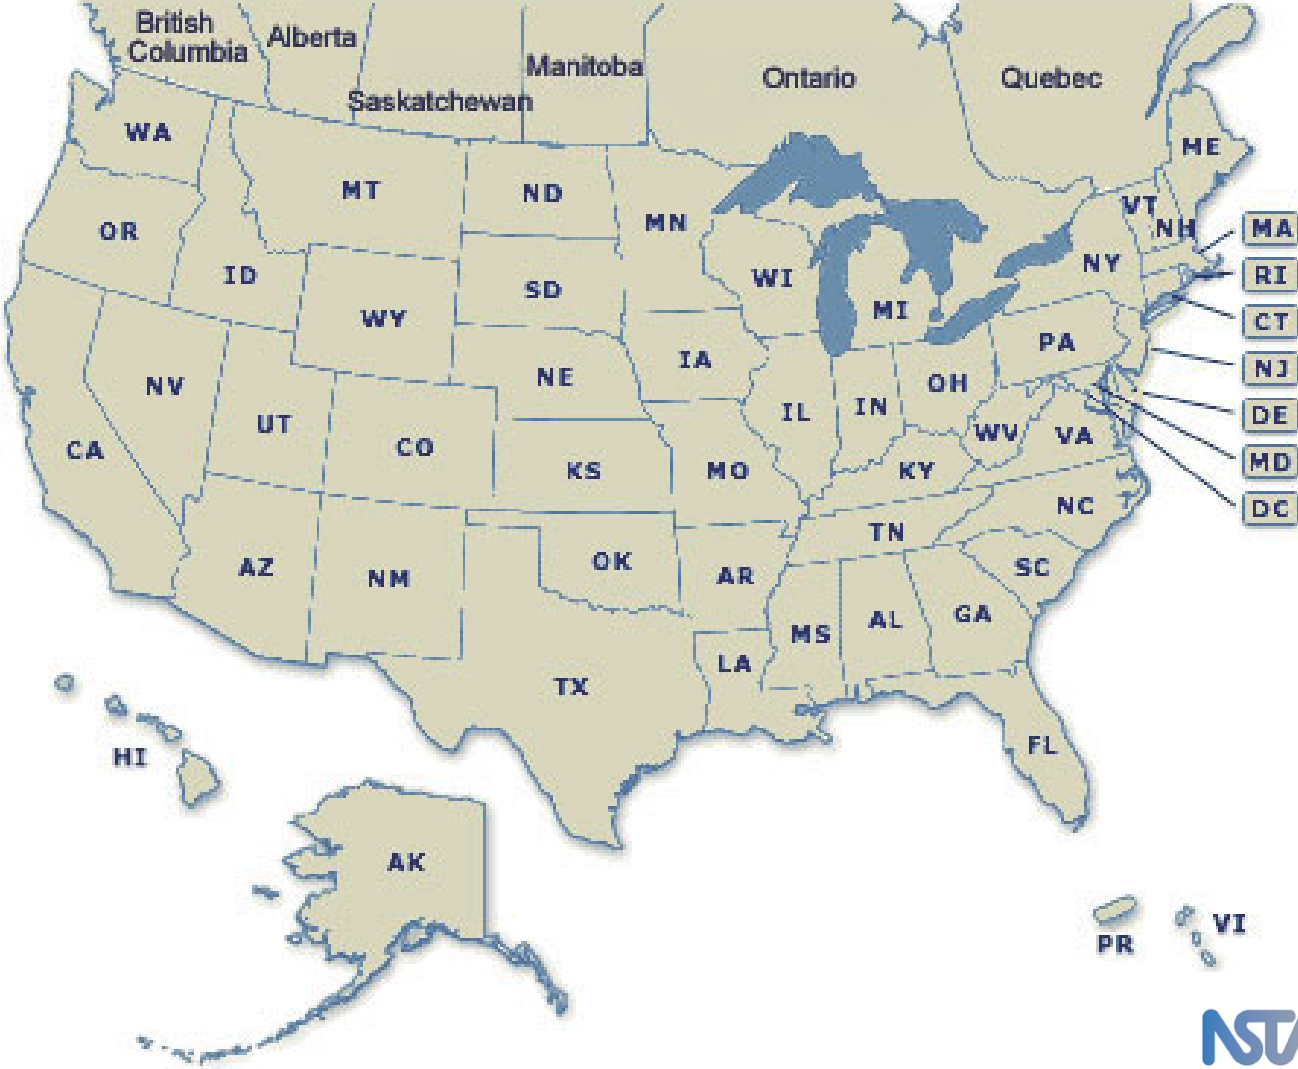 British
Columbia
Alberta
Saskatchewan
Manitoba
Ontario
Quebec
WA
MT
ND
MN
ME
VT
NH
MA
OR
ID
SD
WI
MI
NY
RI
WY
CT
NV
UT
CO
NE
IA
IL
IN
OH
PA
NJ
CA
KS
MO
KY
WV
VA
DE
MD
DC
AZ
NM
OK
AR
TN
NC
SC
TX
LA
MS
AL
GA
FL
HI
AK
PR
VI